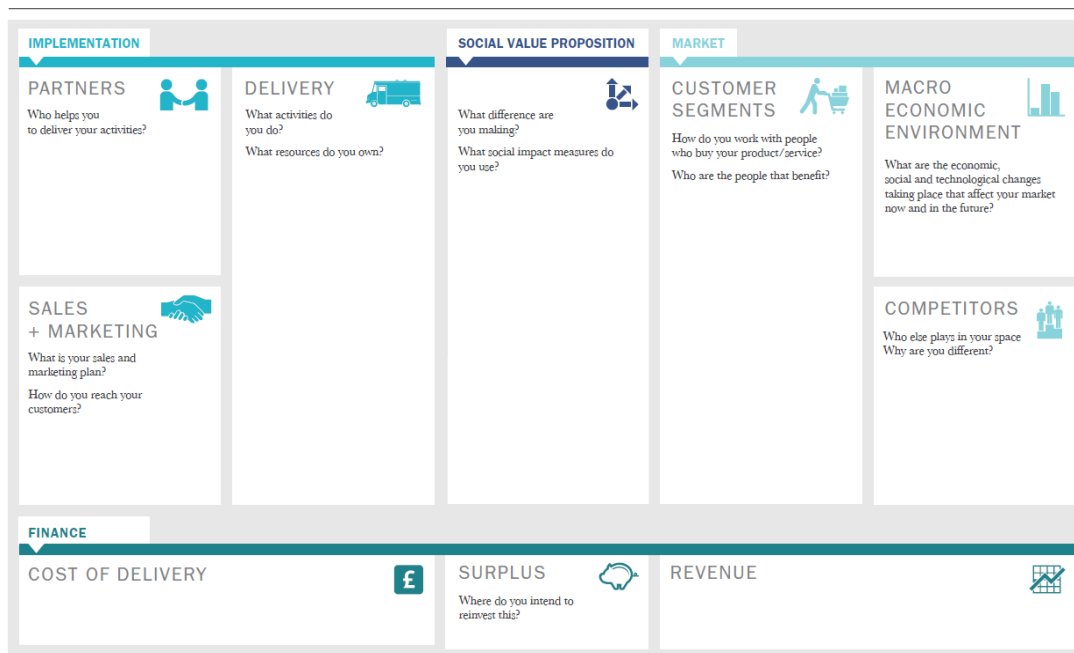 IMPLEMENTATION
PARTNERS
Who helps you
to deliver your activities?
DELIVERY
What activities do
you do?
What resources do you own?
SALES
+ MARKETING
What is your sales and
marketing plan?
How do you reach your
customers?
SOCIAL VALUE PROPOSITION
What difference are
you making?
What social impact measures do
you use?
MARKET
CUSTOMER
SEGMENTS
How do you work with people
who buy your product/service?
Who are the people that benefit?
MACRO
ECONOMIC
ENVIRONMENT
What are the economic,
social and technological changes
taking place that affect your market
now and in the future?
COMPETITORS
Who else plays in your space
Why are you different?
FINANCE
COST OF DELIVERY
£
SURPLUS
Where do you intend to
reinvest this?
REVENUE